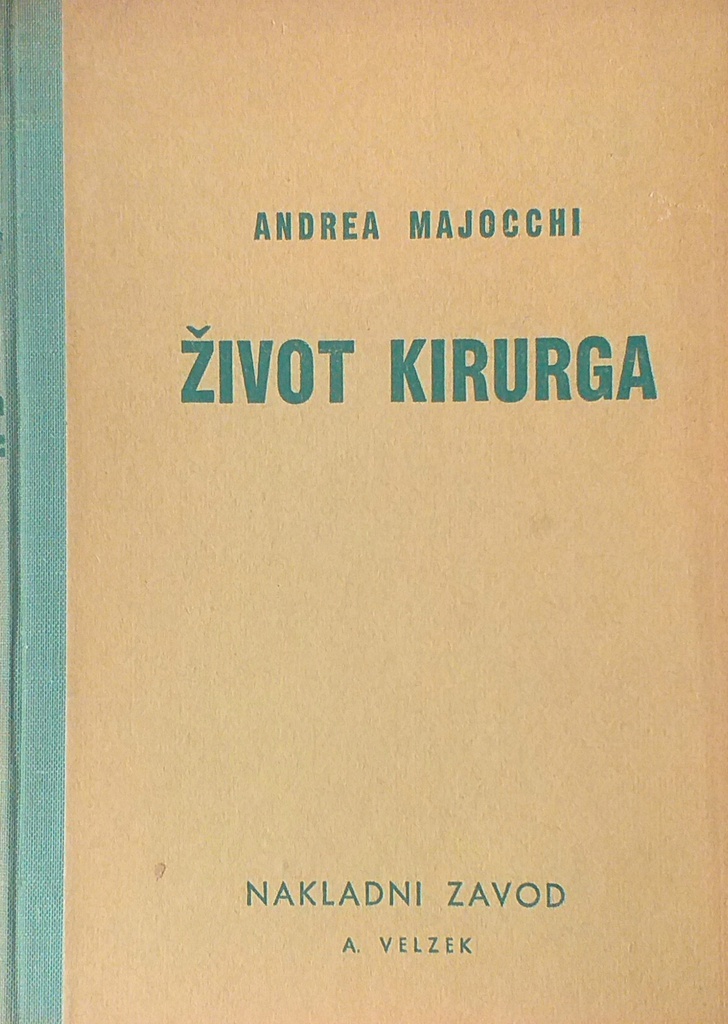 ANDREA MAJOCCHI
ŽIVOT KIRURGA
NAKLADNI ZAVOD
A. VELZEK